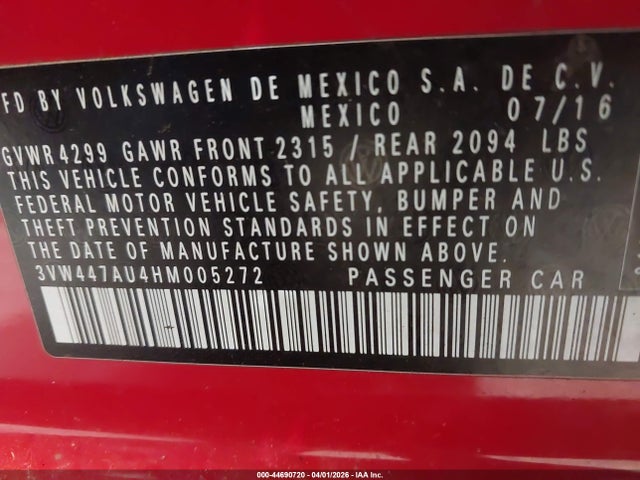 FD BY VOLKSWAGEN DE MEXICO S.A. DE C.V.
MEXICO 07/16
GVWR 4299 GAWR FRONT 2315 / REAR 2094 LBS
THIS VEHICLE CONFORMS TO ALL APPLICABLE U.S.
FEDERAL MOTOR VEHICLE SAFETY, BUMPER AND
THEFT PREVENTION STANDARDS IN EFFECT ON
THE DATE OF MANUFACTURE SHOWN ABOVE.
3VW447AU4HM005272 PASSENGER CAR
000-44690720 - 04/01/2026 - IAA Inc.